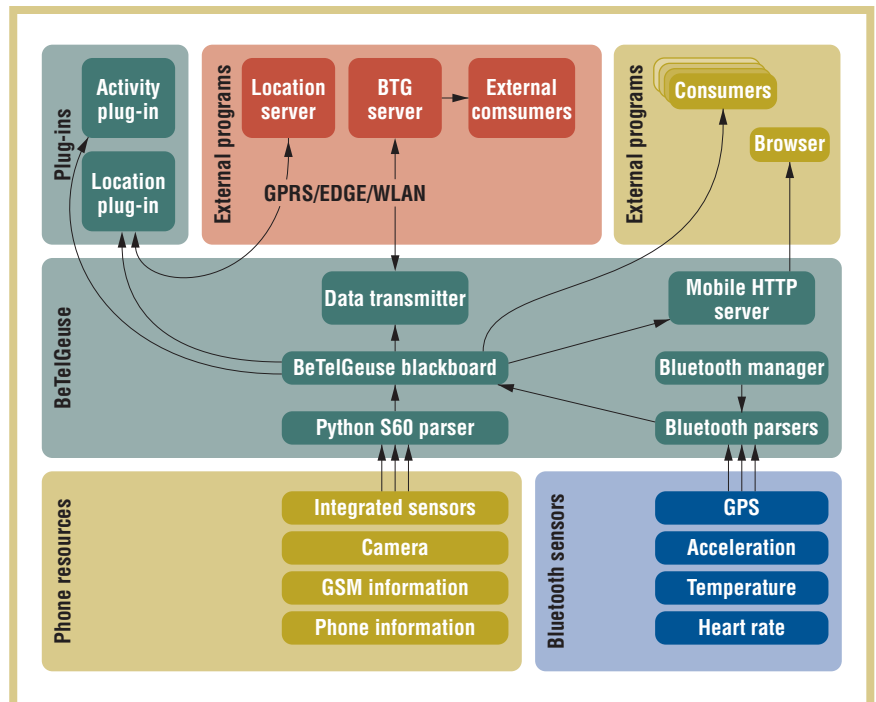 Plug-ins
Activity
plug-in
Location
plug-in
External programs
Location
server
BTG
server
External
comsumers
GPRS/EDGE/WLAN
External programs
Consumers
Browser
BeTelGeuse
Data transmitter
Mobile HTTP
server
BeTelGeuse blackboard
Bluetooth manager
Python S60 parser
Bluetooth parsers
Phone resources
Integrated sensors
Camera
GSM information
Phone information
Bluetooth sensors
GPS
Acceleration
Temperature
Heart rate